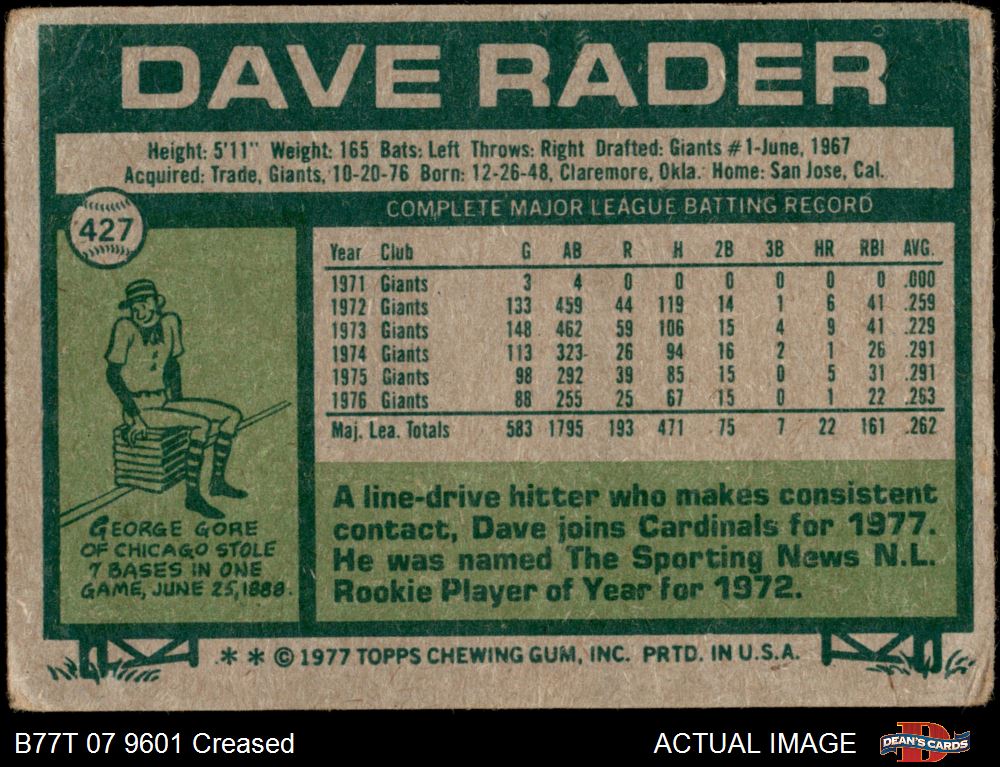 DAVE RADER
Height: 5'11" Weight: 165 Bats: Left Throws: Right Drafted: Giants #1-June, 1967
Acquired: Trade, Giants, 10-20-76 Born: 12-26-48, Claremore, Okla. Home: San Jose, Cal.
427
COMPLETE MAJOR LEAGUE BATTING RECORD
Year Club G AB R H 2B 3B HR RBI AVG.
1971 Giants 3 4 0 0 0 0 0 0 .000
1972 Giants 133 459 44 119 14 1 6 41 .259
1973 Giants 148 462 59 106 15 4 9 41 .229
1974 Giants 113 323 26 94 16 2 1 26 .291
1975 Giants 98 292 39 85 15 0 5 31 .291
1976 Giants 88 255 25 67 15 0 1 22 .263
Maj. Lea. Totals 583 1795 193 471 75 7 22 161 .262
GEORGE GORE
OF CHICAGO STOLE
7 BASES IN ONE
GAME, JUNE 25, 1888.
A line-drive hitter who makes consistent
contact, Dave joins Cardinals for 1977.
He was named The Sporting News N.L.
Rookie Player of Year for 1972.
* * © 1977 TOPPS CHEWING GUM, INC. PRTD. IN U.S.A.
B77T 07 9601 Creased
ACTUAL IMAGE
DEAN'S CARDS